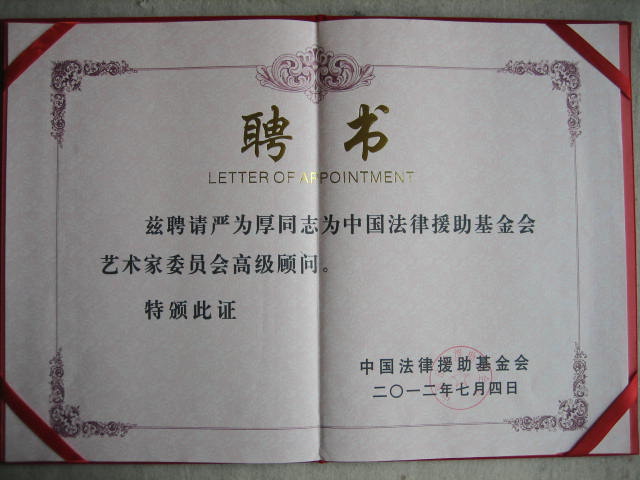 聘书
LETTER OF APPOINTMENT
兹聘请严为厚同志为中国法律援助基金会
艺术家委员会高级顾问。
特颁此证
中国法律援助基金会
二〇一二年七月四日